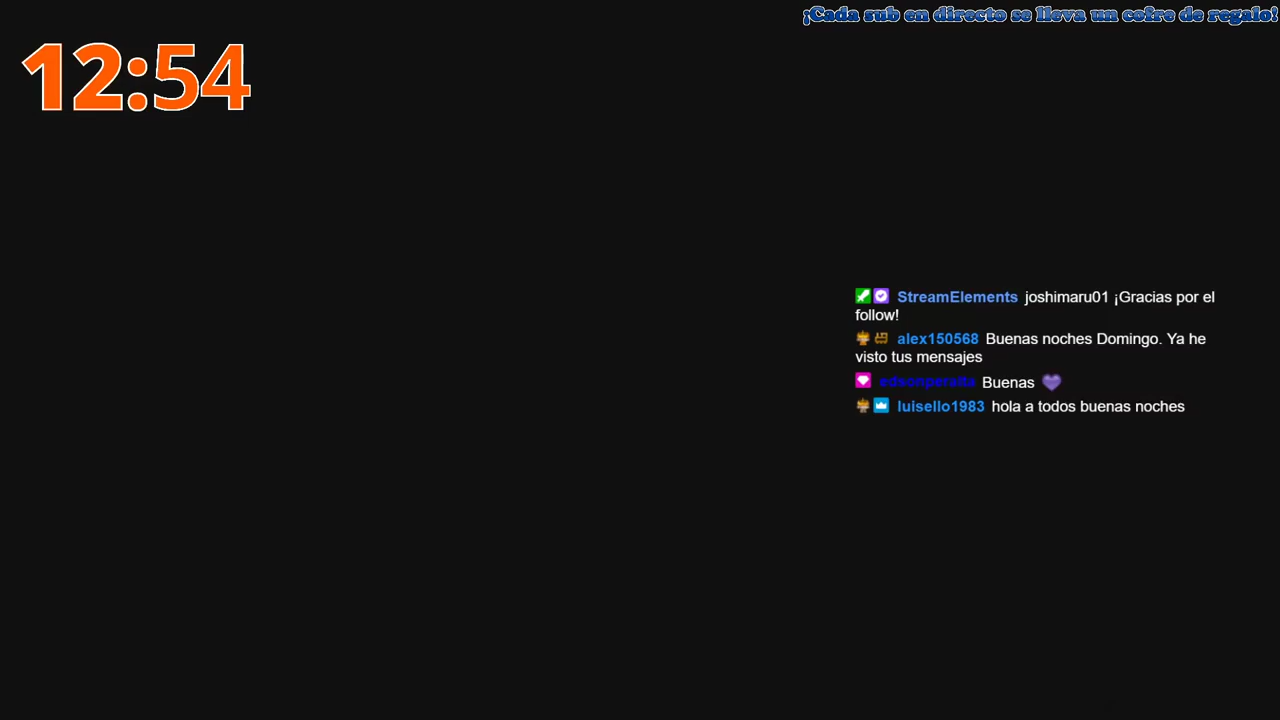 ¡Cada sub en directo se lleva un cofre de regalo!
12:54
StreamElements joshimaru01 ¡Gracias por el
follow!
alex150568 Buenas noches Domingo. Ya he
visto tus mensajes
edsonperatta Buenas
luisello1983 hola a todos buenas noches